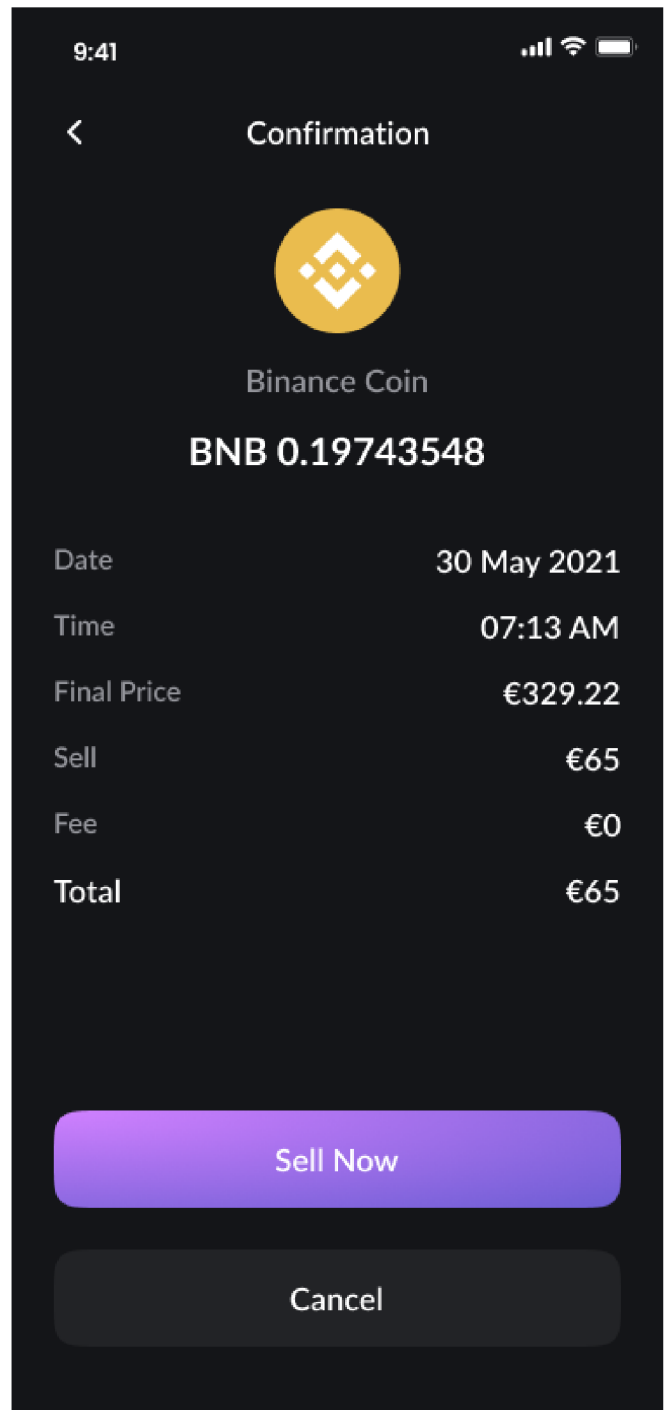 9:41
Confirmation
Binance Coin
BNB 0.19743548
Date 30 May 2021
Time 07:13 AM
Final Price €329.22
Sell €65
Fee €0
Total €65
Sell Now
Cancel